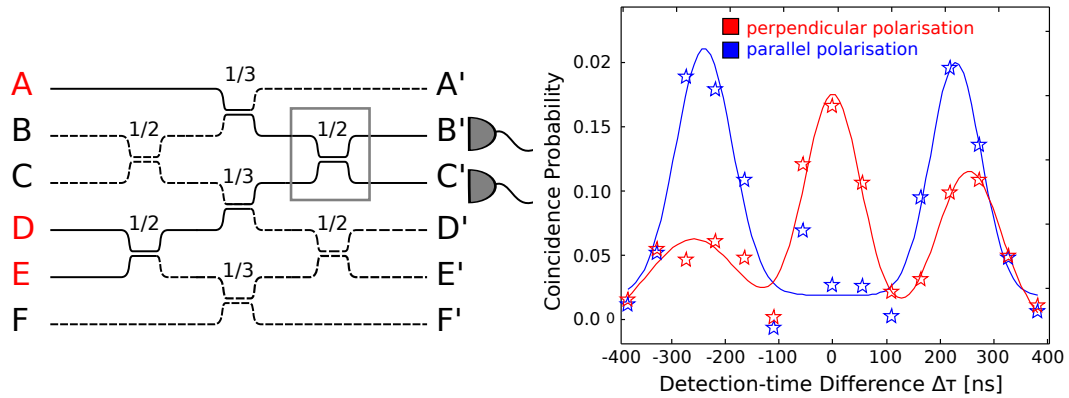 A
B
C
D
E
F
1/3
1/2
1/2
1/3
1/2
1/2
1/3
A'
B'
C'
D'
E'
F'
perpendicular polarisation
parallel polarisation
Coincidence Probability
0.02
0.15
0.10
0.05
0.0 0
-400
-300
-200
-100
0
100
200
300
400
Detection-time Difference Δτ [ns]